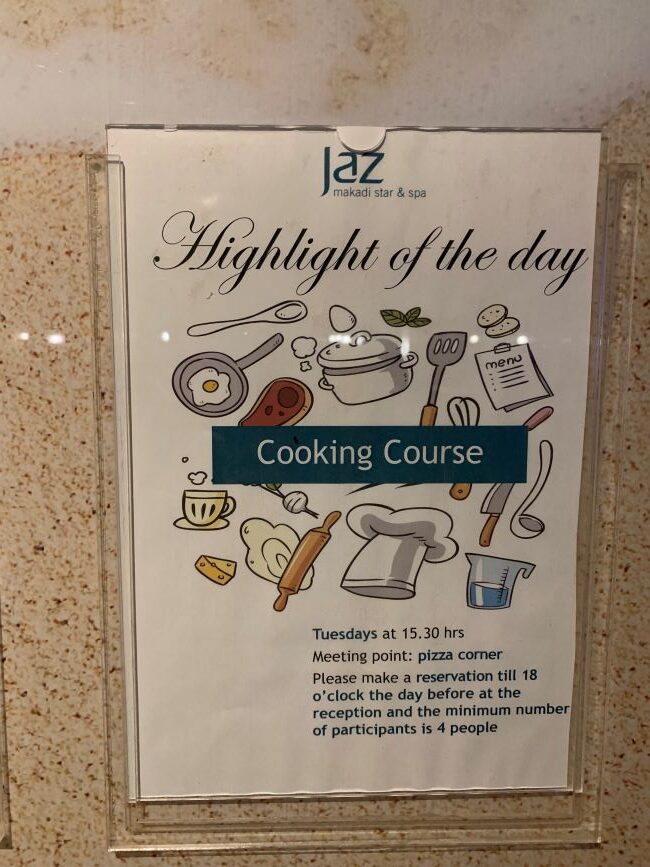 Jaz
makadi star & spa
Highlight of the day
menu
Cooking Course
Tuesdays at 15.30 hrs
Meeting point: pizza corner
Please make a reservation till 18
o'clock the day before at the
reception and the minimum number
of participants is 4 people